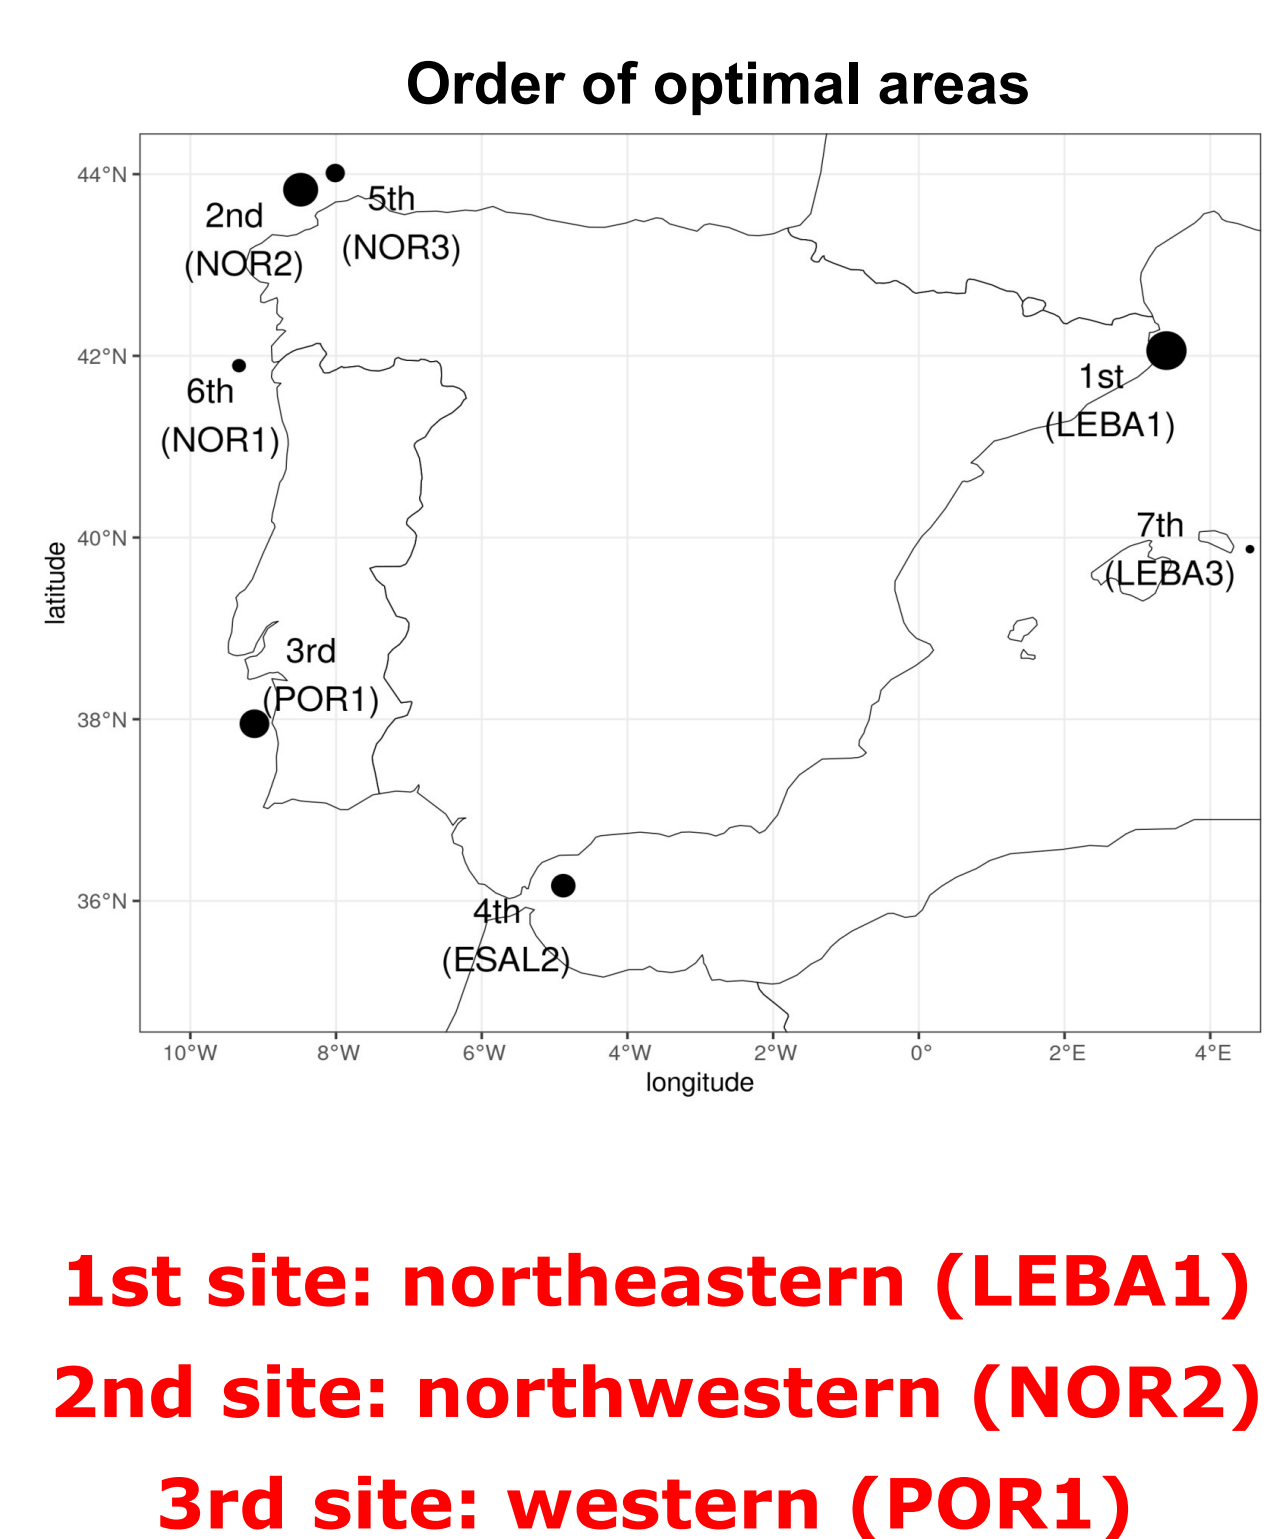 Order of optimal areas
44°N
42°N
40°N
38°N
36°N
latitude
2nd
(NOR2)
5th
(NOR3)
6th
(NOR1)
1st
(LEBA1)
7th
(LEBA3)
3rd
(POR1)
4th
(ESAL2)
10°W 8°W 6°W 4°W 2°W 0° 2°E 4°E
longitude
1st site: northeastern (LEBA1)
2nd site: northwestern (NOR2)
3rd site: western (POR1)